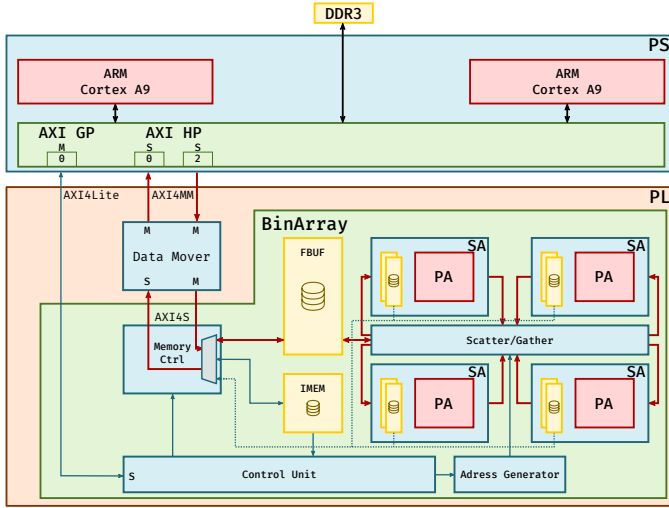 DDR3
PS
ARM
Cortex A9
ARM
Cortex A9
AXI GP
AXI HP
M
S
S
0
0
2
AXI4Lite
AXI4MM
PL
BinArray
M
M
Data Mover
S
M
FBUF
SA
SA
PA
PA
AXI4S
Memory
Ctrl
Scatter/Gather
IMEM
SA
SA
PA
PA
S
Control Unit
Adress Generator